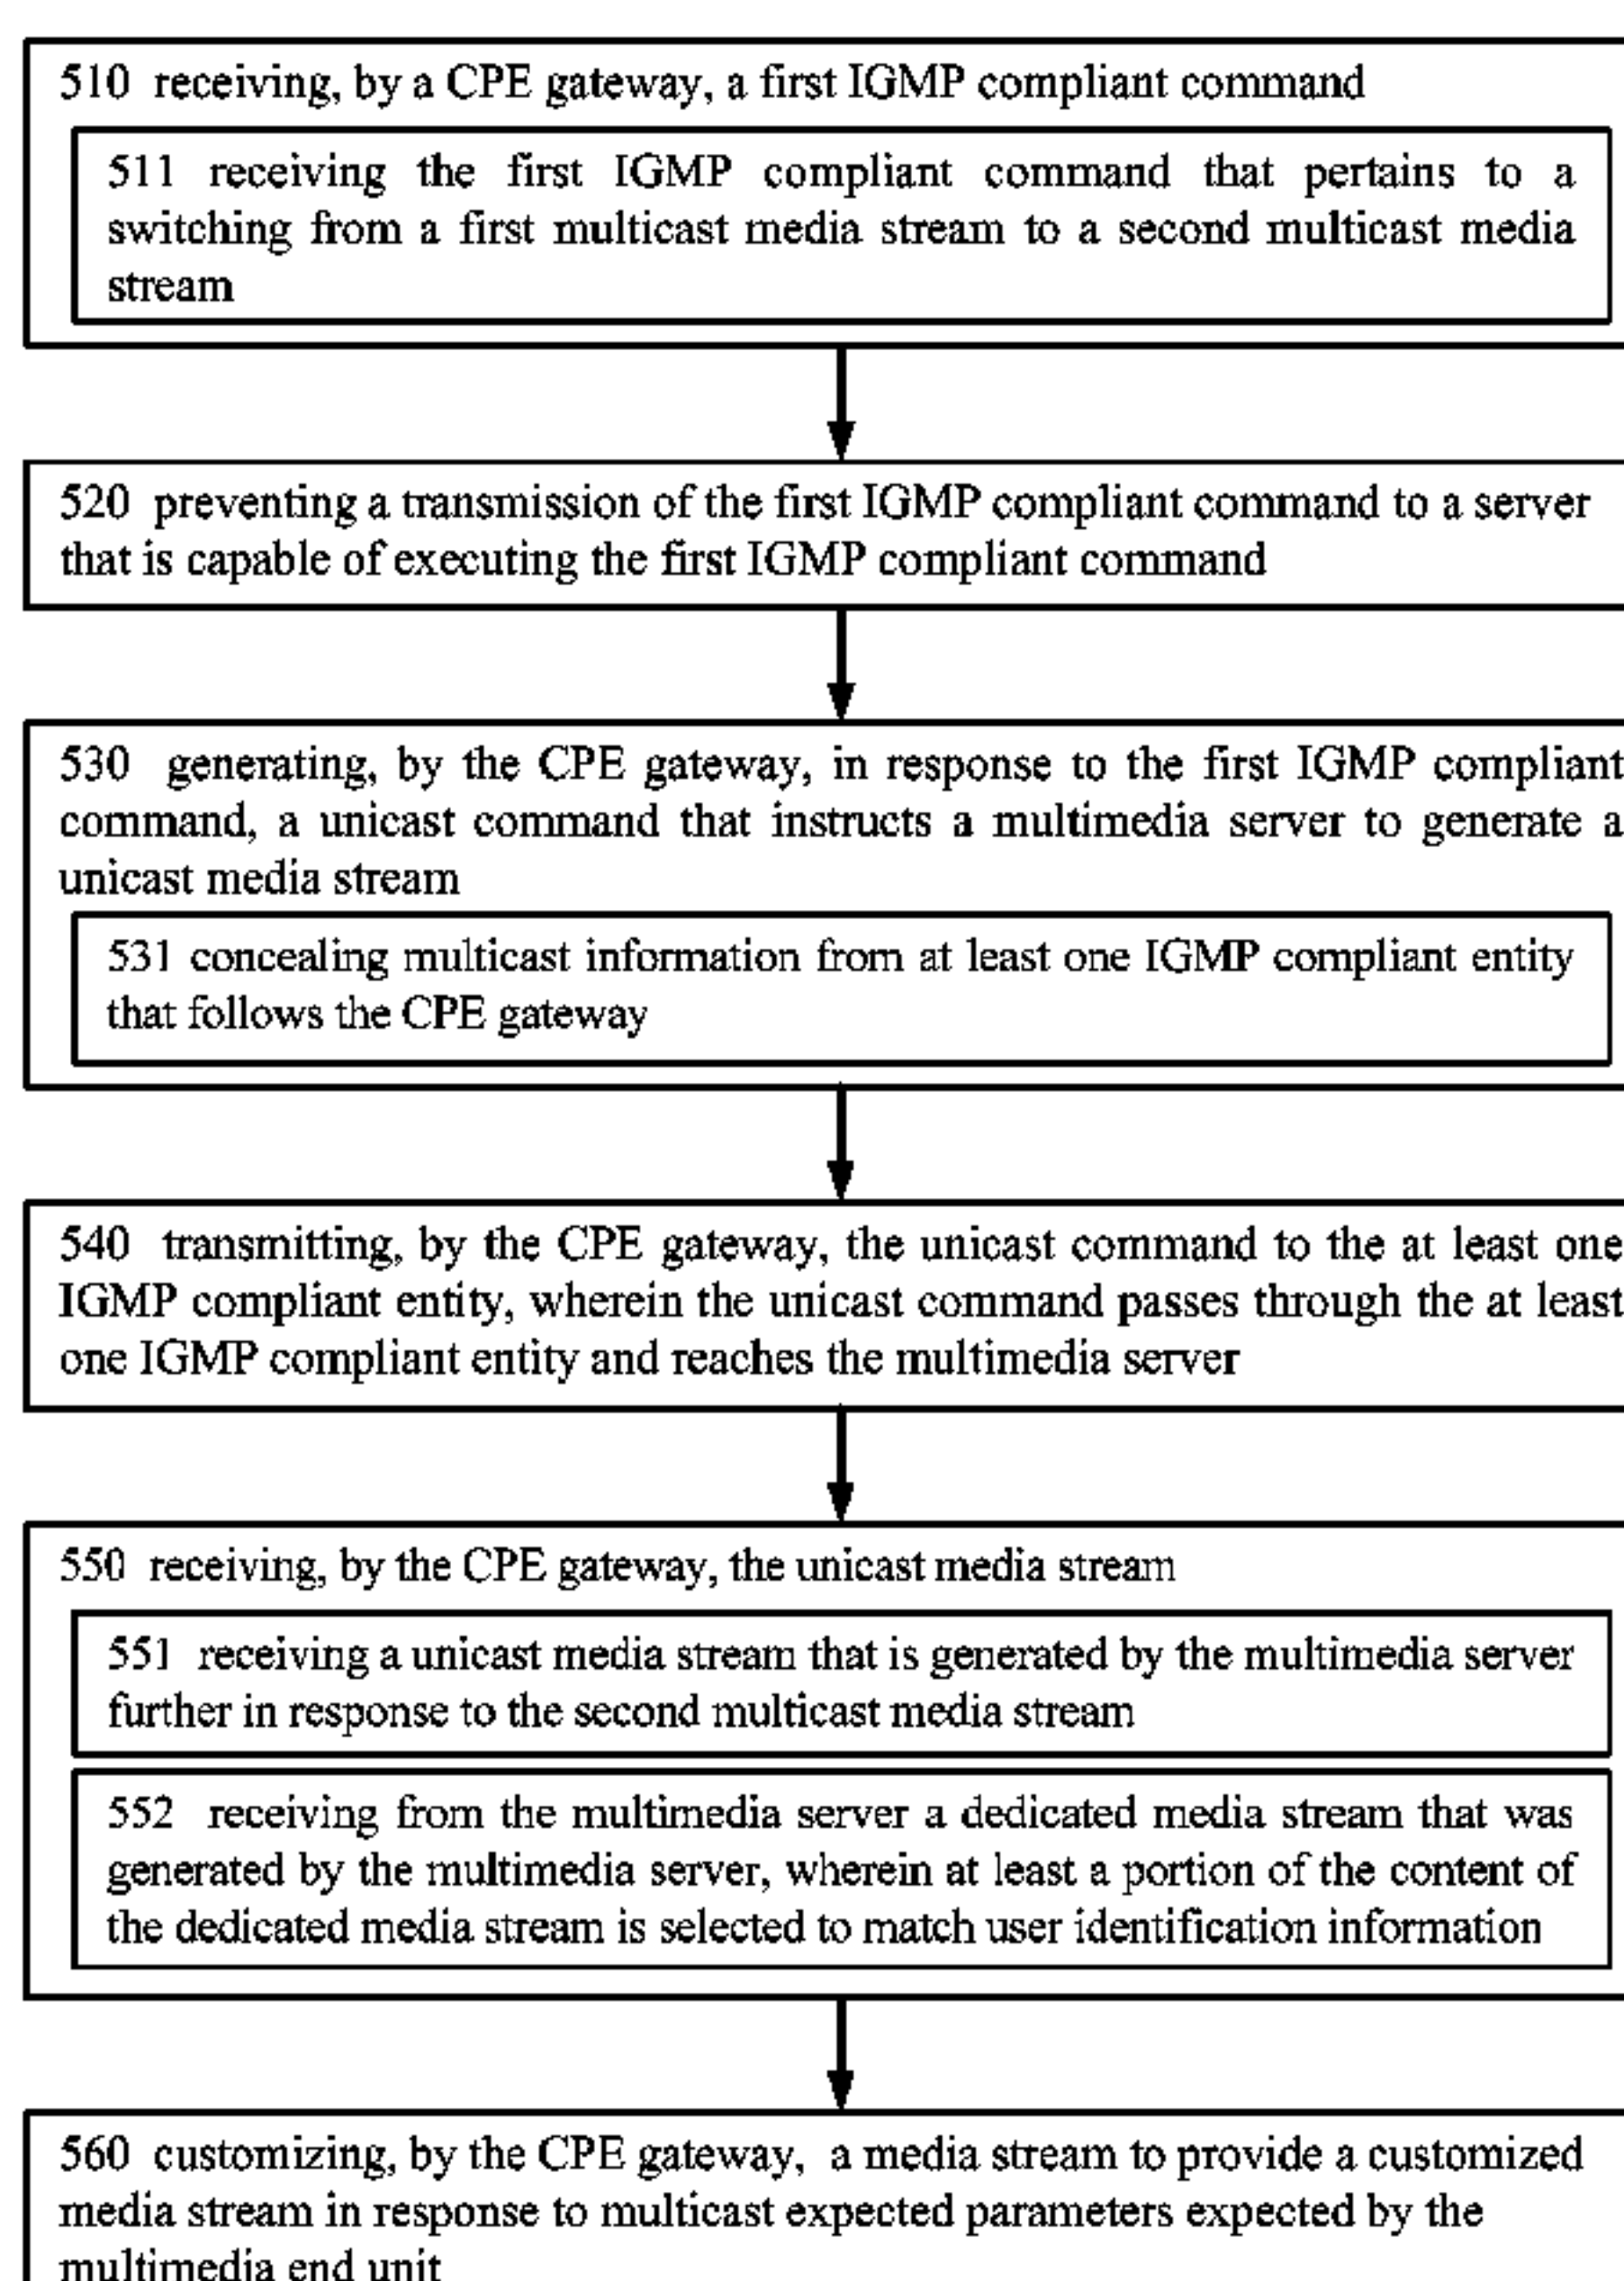 510 receiving, by a CPE gateway, a first IGMP compliant command
511 receiving the first IGMP compliant command that pertains to a
switching from a first multicast media stream to a second multicast media
stream
520 preventing a transmission of the first IGMP compliant command to a server
that is capable of executing the first IGMP compliant command
530 generating, by the CPE gateway, in response to the first IGMP compliant
command, a unicast command that instructs a multimedia server to generate a
unicast media stream
531 concealing multicast information from at least one IGMP compliant entity
that follows the CPE gateway
540 transmitting, by the CPE gateway, the unicast command to the at least one
IGMP compliant entity, wherein the unicast command passes through the at least
one IGMP compliant entity and reaches the multimedia server
550 receiving, by the CPE gateway, the unicast media stream
551 receiving a unicast media stream that is generated by the multimedia server
further in response to the second multicast media stream
552 receiving from the multimedia server a dedicated media stream that was
generated by the multimedia server, wherein at least a portion of the content of
the dedicated media stream is selected to match user identification information
560 customizing, by the CPE gateway, a media stream to provide a customized
media stream in response to multicast expected parameters expected by the
multimedia end unit